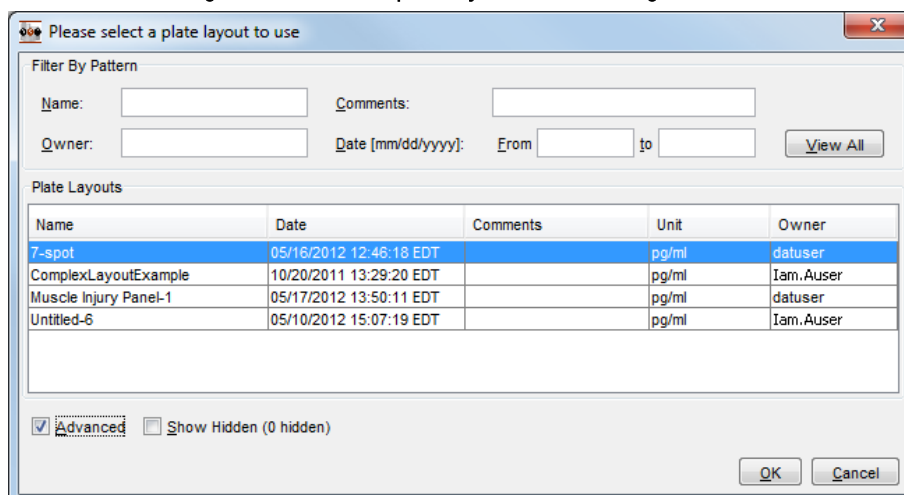 Please select a plate layout to use
Filter By Pattern
Name: Comments:
Owner: Date [mm/dd/yyyy]: From to View All
Plate Layouts
Name Date Comments Unit Owner
7-spot 05/16/2012 12:46:18 EDT pg/ml datuser
ComplexLayoutExample 10/20/2011 13:29:20 EDT pg/ml Iam.Auser
Muscle Injury Panel-1 05/17/2012 13:50:11 EDT pg/ml datuser
Untitled-6 05/10/2012 15:07:19 EDT pg/ml Iam.Auser
Advanced Show Hidden (0 hidden)
OK Cancel